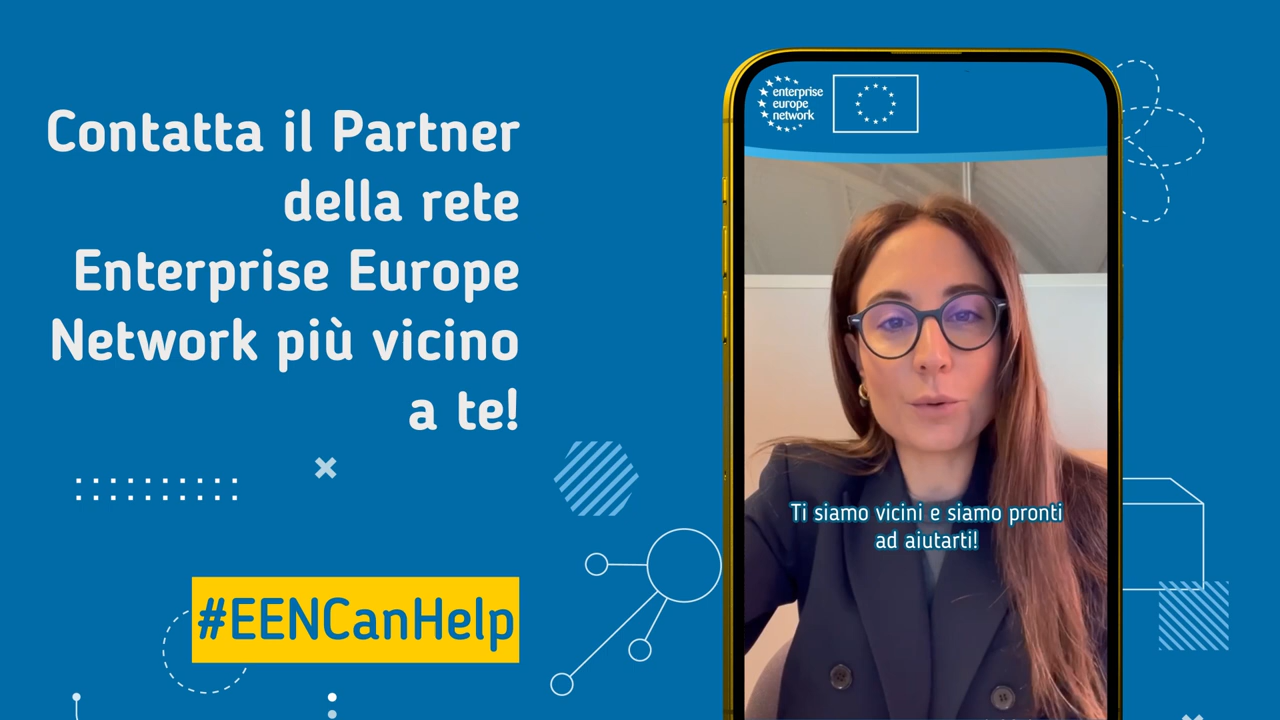 Contatta il Partner
della rete
Enterprise Europe
Network più vicino
a te!
#EENCanHelp
enterprise
europe
network
Ti siamo vicini e siamo pronti
ad aiutarti!